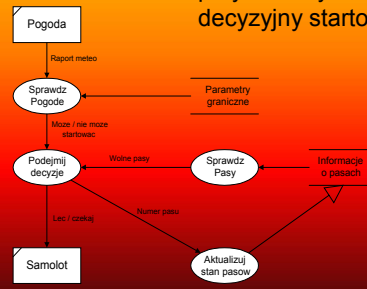 decyzyjny starto
Pogoda
Raport meteo
Sprawdz
Pogode
Parametry
graniczne
Moze / nie moze
startowac
Podejmij
decyzje
Wolne pasy
Sprawdz
Pasy
Informacje
o pasach
Lec / czekaj
Numer pasu
Samolot
Aktualizuj
stan pasow